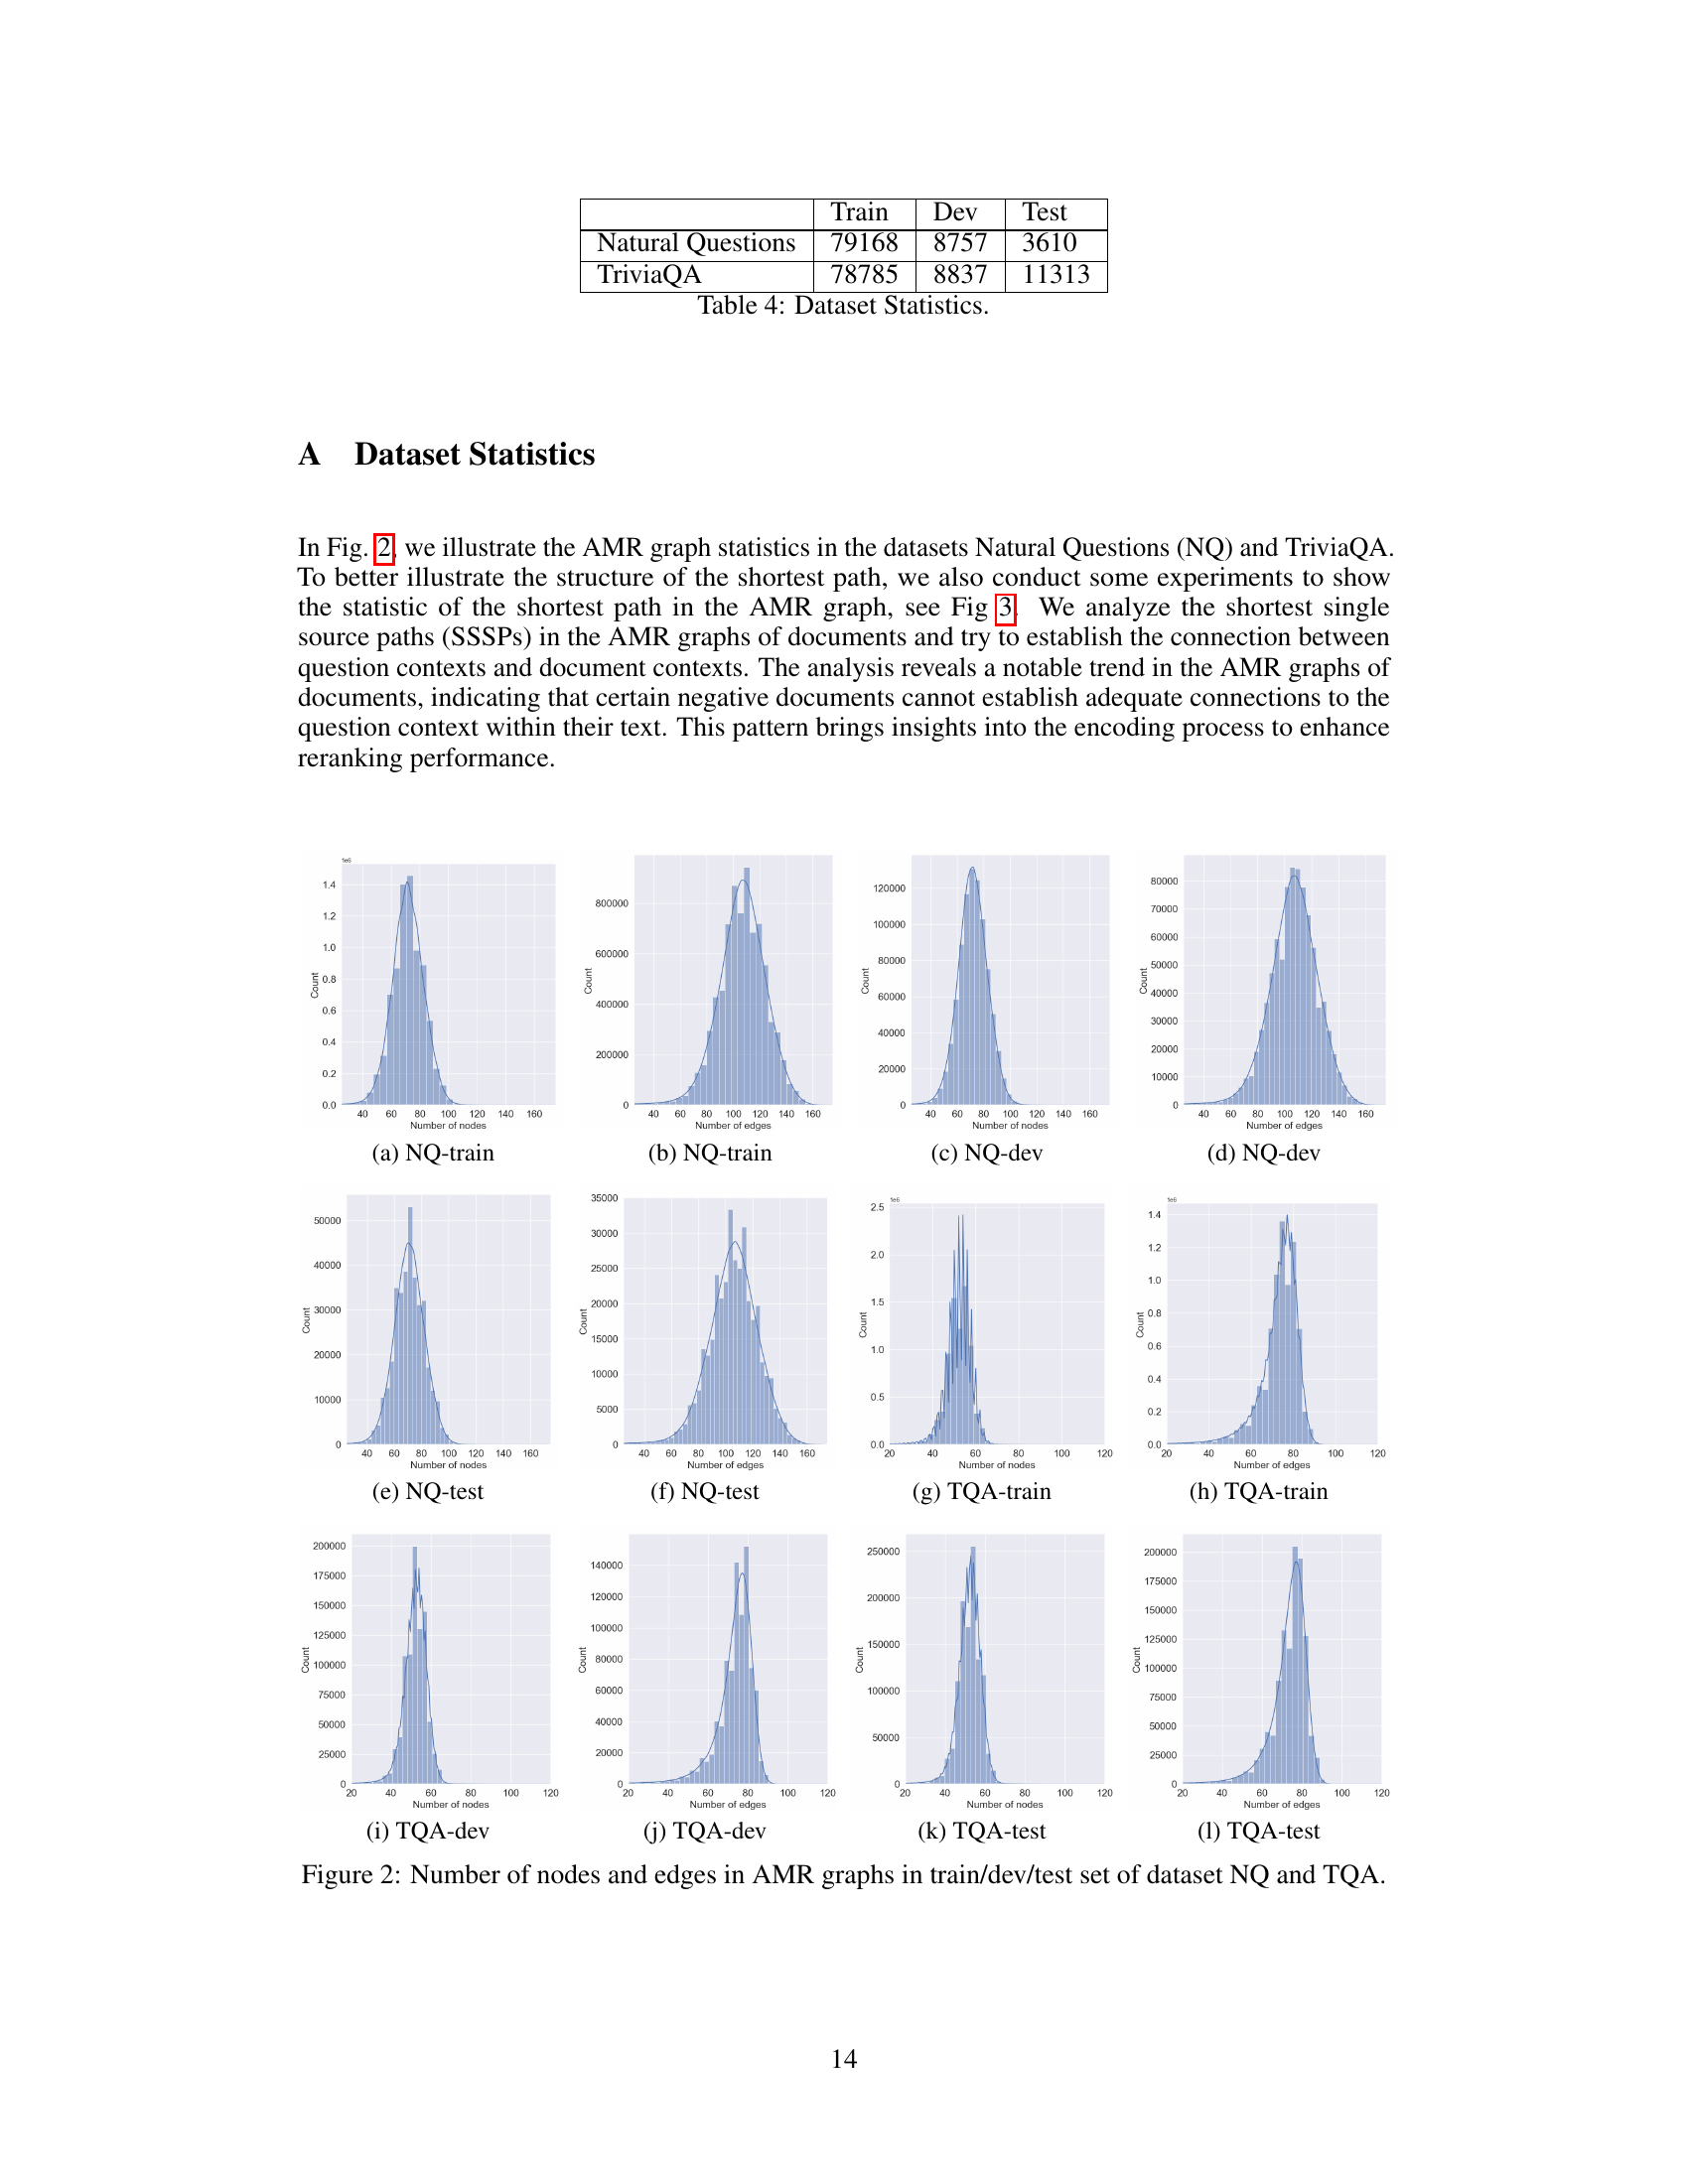 Train Dev Test
Natural Questions 79168 8757 3610
TriviaQA 78785 8837 11313
Table 4: Dataset Statistics.
A Dataset Statistics
In Fig. 2, we illustrate the AMR graph statistics in the datasets Natural Questions (NQ) and TriviaQA.
To better illustrate the structure of the shortest path, we also conduct some experiments to show
the statistic of the shortest path in the AMR graph, see Fig 3. We analyze the shortest single
source paths (SSSPs) in the AMR graphs of documents and try to establish the connection between
question contexts and document contexts. The analysis reveals a notable trend in the AMR graphs of
documents, indicating that certain negative documents cannot establish adequate connections to the
question context within their text. This pattern brings insights into the encoding process to enhance
reranking performance.
1e6
1.4
1.2
1.0
0.8
0.6
0.4
0.2
0.0
Count
40 60 80 100 120 140 160
Number of nodes
(a) NQ-train
800000
600000
400000
200000
0
Count
40 60 80 100 120 140 160
Number of edges
(b) NQ-train
120000
100000
80000
60000
40000
20000
0
Count
40 60 80 100 120 140 160
Number of nodes
(c) NQ-dev
80000
70000
60000
50000
40000
30000
20000
10000
0
Count
40 60 80 100 120 140 160
Number of edges
(d) NQ-dev
50000
40000
30000
20000
10000
0
Count
40 60 80 100 120 140 160
Number of nodes
(e) NQ-test
35000
30000
25000
20000
15000
10000
5000
0
Count
40 60 80 100 120 140 160
Number of edges
(f) NQ-test
1e6
2.5
2.0
1.5
1.0
0.5
0.0
Count
20 40 60 80 100 120
Number of nodes
(g) TQA-train
1e6
1.4
1.2
1.0
0.8
0.6
0.4
0.2
0.0
Count
20 40 60 80 100 120
Number of edges
(h) TQA-train
200000
175000
150000
125000
100000
75000
50000
25000
0
Count
20 40 60 80 100 120
Number of nodes
(i) TQA-dev
140000
120000
100000
80000
60000
40000
20000
0
Count
20 40 60 80 100 120
Number of edges
(j) TQA-dev
250000
200000
150000
100000
50000
0
Count
20 40 60 80 100 120
Number of nodes
(k) TQA-test
200000
175000
150000
125000
100000
75000
50000
25000
0
Count
20 40 60 80 100 120
Number of edges
(l) TQA-test
Figure 2: Number of nodes and edges in AMR graphs in train/dev/test set of dataset NQ and TQA.
14